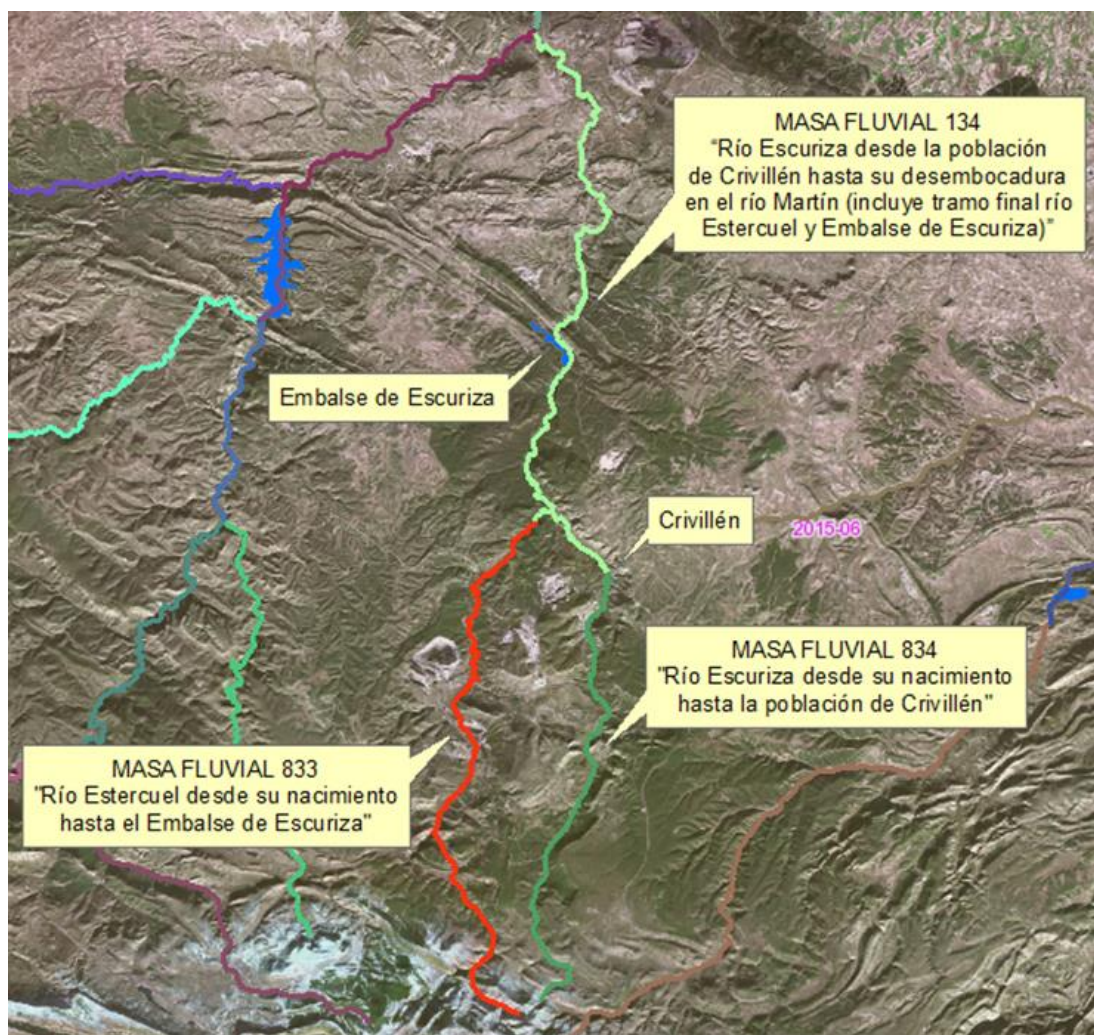 MASA FLUVIAL 134
"Río Escuriza desde la población
de Crivillén hasta su desembocadura
en el río Martín (incluye tramo final río
Estercuel y Embalse de Escuriza)"
Embalse de Escuriza
Crivillén
2015-06
MASA FLUVIAL 834
"Río Escuriza desde su nacimiento
hasta la población de Crivillén"
MASA FLUVIAL 833
"Río Estercuel desde su nacimiento
hasta el Embalse de Escuriza"